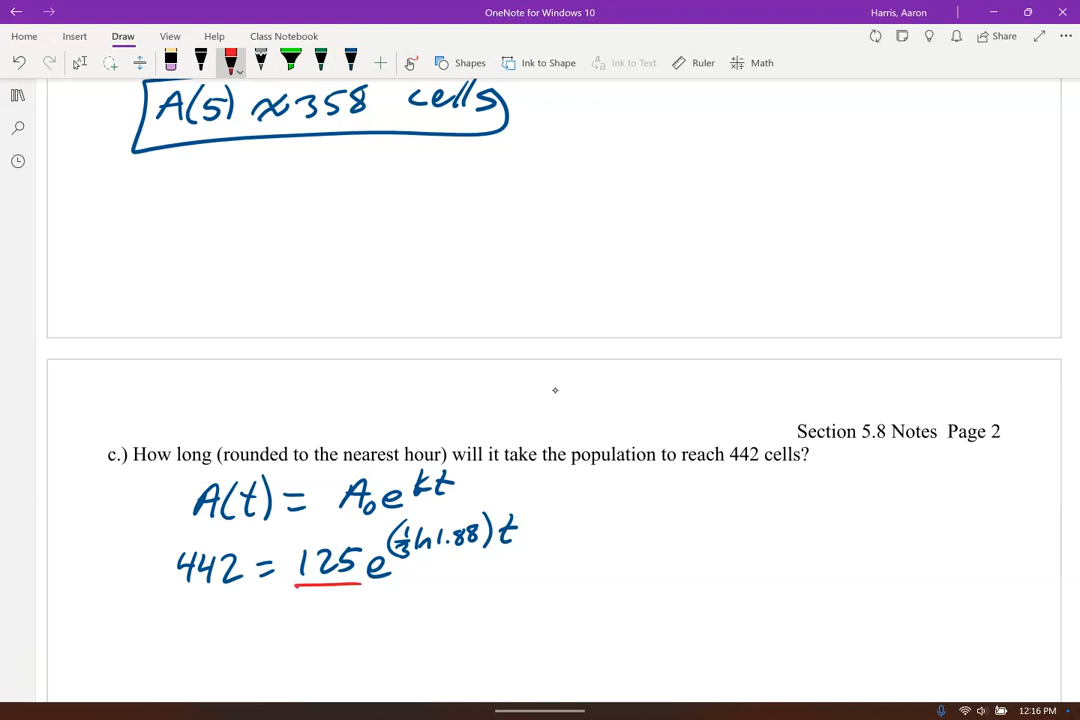 OneNote for Windows 10
Harris, Aaron
Home Insert Draw View Help Class Notebook
Share
Shapes Ink to Shape Ink to Text Ruler Math
A(5) ≈ 358 cells
Section 5.8 Notes Page 2
c.) How long (rounded to the nearest hour) will it take the population to reach 442 cells?
A(t) = A₀e^kt
442 = 125e^(1/3 ln 1.88)t
12:16 PM